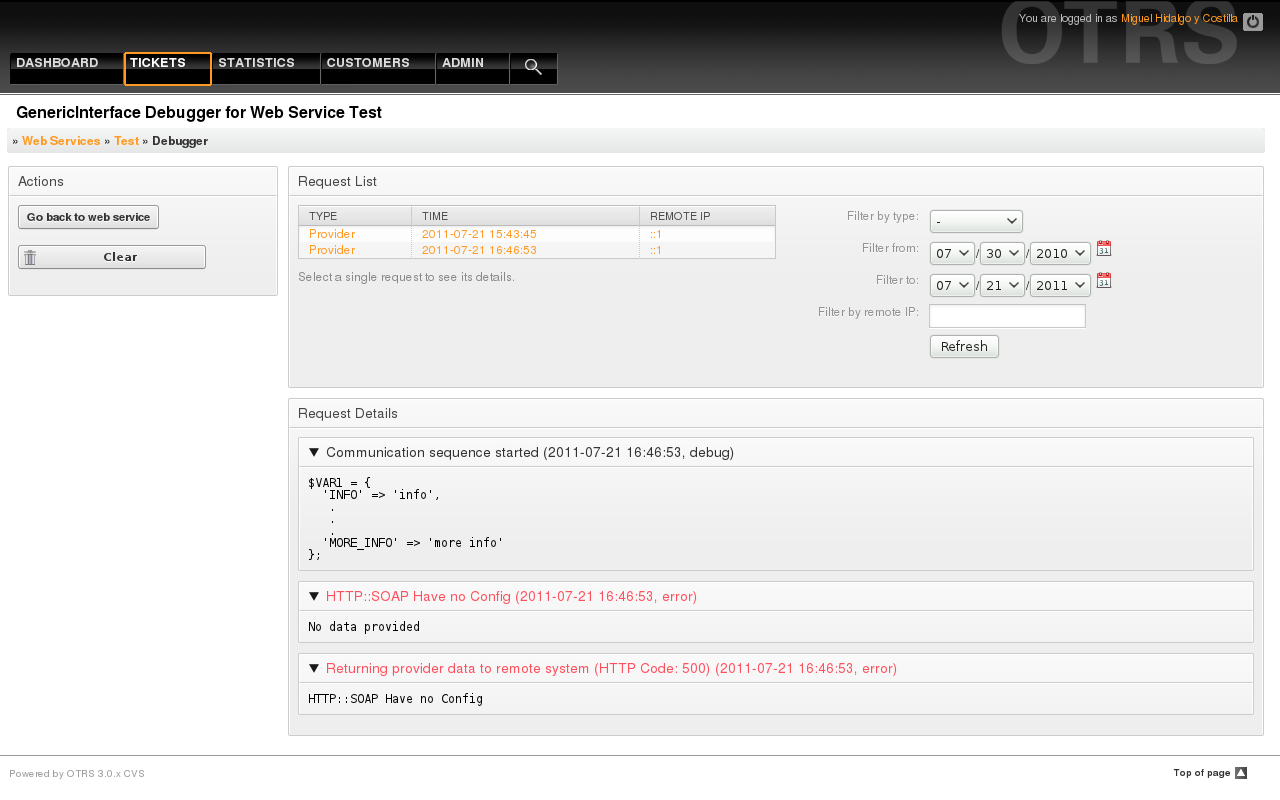 OTRS
You are logged in as Miguel Hidalgo y Costilla
DASHBOARD TICKETS STATISTICS CUSTOMERS ADMIN
GenericInterface Debugger for Web Service Test
» Web Services » Test » Debugger
Actions
Go back to web service
Clear
Request List
TYPE TIME REMOTE IP
Provider 2011-07-21 15:43:45 ::1
Provider 2011-07-21 16:46:53 ::1
Select a single request to see its details.
Filter by type: -
Filter from: 07 / 30 / 2010 31
Filter to: 07 / 21 / 2011 31
Filter by remote IP:
Refresh
Request Details
▼ Communication sequence started (2011-07-21 16:46:53, debug)
$VAR1 = {
'INFO' => 'info',
.
.
.
'MORE_INFO' => 'more info'
};
▼ HTTP::SOAP Have no Config (2011-07-21 16:46:53, error)
No data provided
▼ Returning provider data to remote system (HTTP Code: 500) (2011-07-21 16:46:53, error)
HTTP::SOAP Have no Config
Powered by OTRS 3.0.x CVS
Top of page